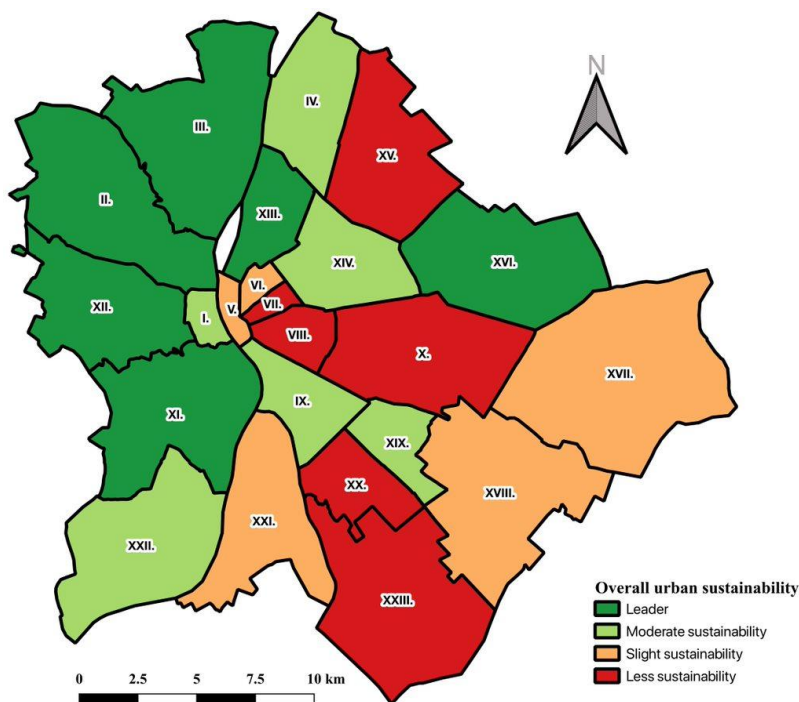 N
IV.
III.
XV.
II.
XIII.
XVI.
XIV.
VI.
XII.
VII.
V.
I.
VIII.
X.
XVII.
IX.
XI.
XIX.
XX.
XVIII.
XXI.
XXII.
XXIII.
Overall urban sustainability
Leader
Moderate sustainability
Slight sustainability
Less sustainability
0 2.5 5 7.5 10 km